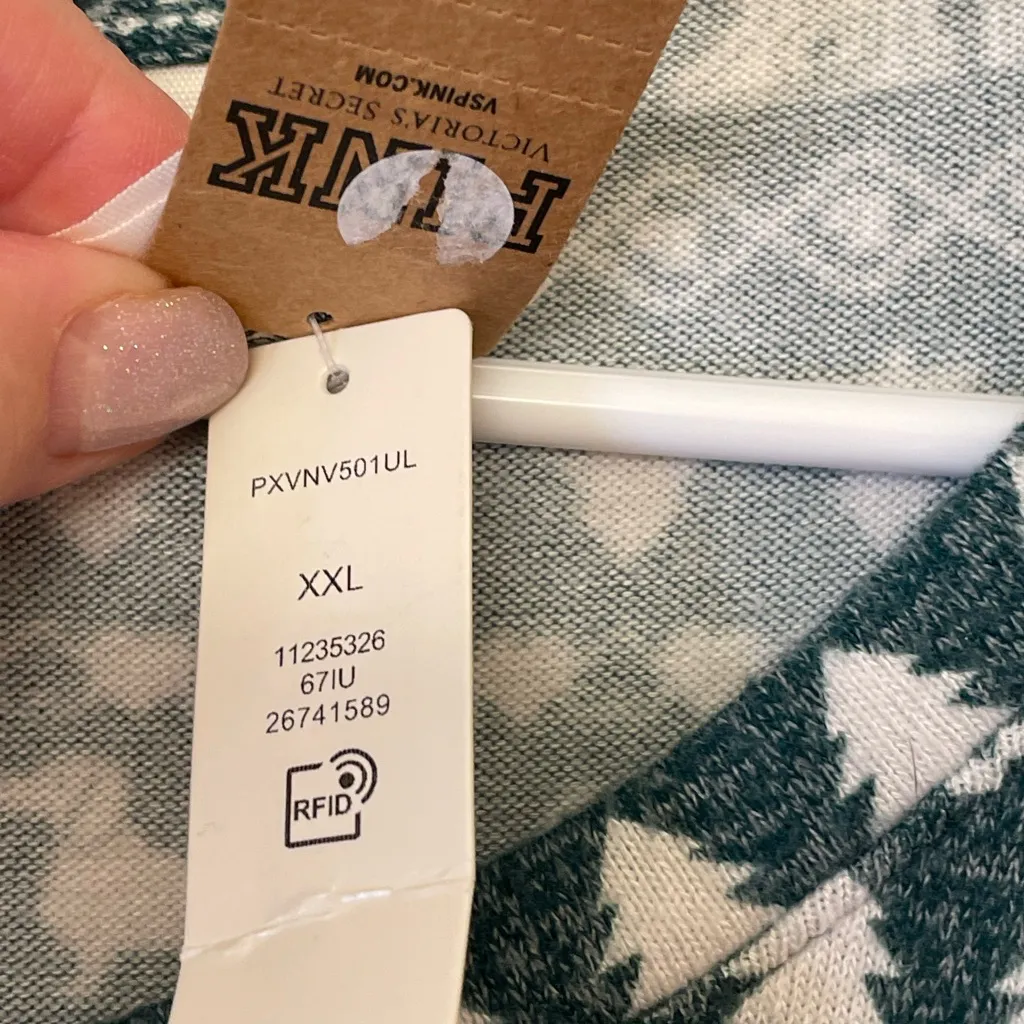 PINK
VICTORIA'S SECRET
VSPINK.COM
PXVNV501UL
XXL
11235326
67IU
26741589
RFID